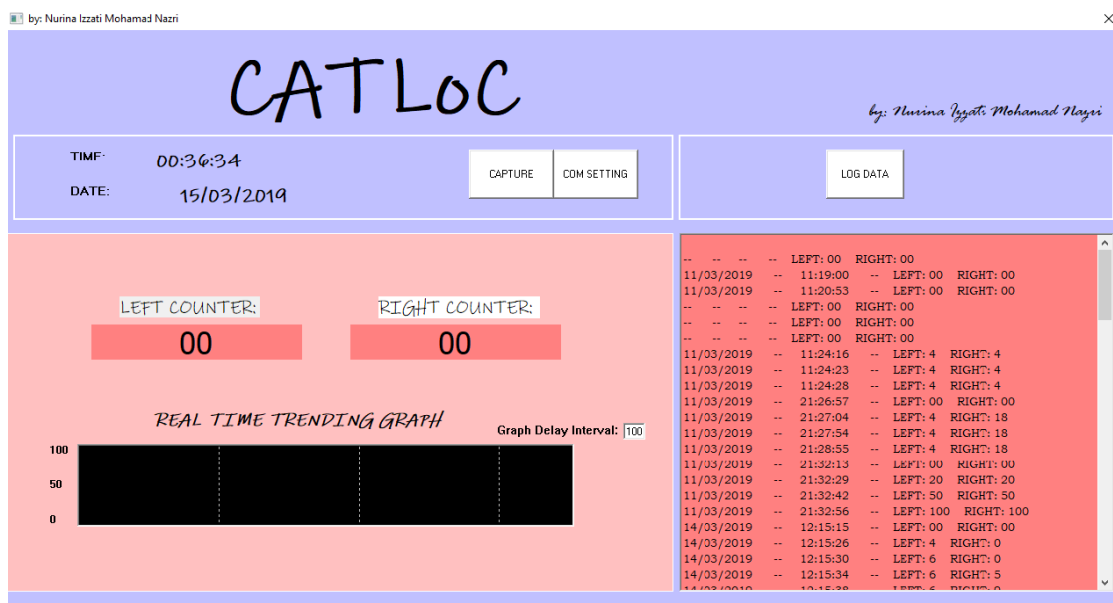 by: Nurina Izzati Mohamad Nazri
CATLoC
by: Nurina Izzati Mohamad Nazri
TIME:
00:36:34
DATE:
15/03/2019
CAPTURE
COM SETTING
LOG DATA
LEFT COUNTER:
00
RIGHT COUNTER:
00
REAL TIME TRENDING GRAPH
Graph Delay Interval: 100
100
50
0
-- -- -- -- LEFT: 00 RIGHT: 00
11/03/2019 -- 11:19:00 -- LEFT: 00 RIGHT: 00
11/03/2019 -- 11:20:53 -- LEFT: 00 RIGHT: 00
-- -- -- -- LEFT: 00 RIGHT: 00
-- -- -- -- LEFT: 00 RIGHT: 00
-- -- -- -- LEFT: 00 RIGHT: 00
11/03/2019 -- 11:24:16 -- LEFT: 4 RIGHT: 4
11/03/2019 -- 11:24:23 -- LEFT: 4 RIGHT: 4
11/03/2019 -- 11:24:28 -- LEFT: 4 RIGHT: 4
11/03/2019 -- 21:26:57 -- LEFT: 00 RIGHT: 00
11/03/2019 -- 21:27:04 -- LEFT: 4 RIGHT: 18
11/03/2019 -- 21:27:54 -- LEFT: 4 RIGHT: 18
11/03/2019 -- 21:28:55 -- LEFT: 4 RIGHT: 18
11/03/2019 -- 21:32:13 -- LEFT: 00 RIGHT: 00
11/03/2019 -- 21:32:29 -- LEFT: 20 RIGHT: 20
11/03/2019 -- 21:32:42 -- LEFT: 50 RIGHT: 50
11/03/2019 -- 21:32:56 -- LEFT: 100 RIGHT: 100
14/03/2019 -- 12:15:15 -- LEFT: 00 RIGHT: 00
14/03/2019 -- 12:15:26 -- LEFT: 4 RIGHT: 0
14/03/2019 -- 12:15:30 -- LEFT: 6 RIGHT: 0
14/03/2019 -- 12:15:34 -- LEFT: 6 RIGHT: 5